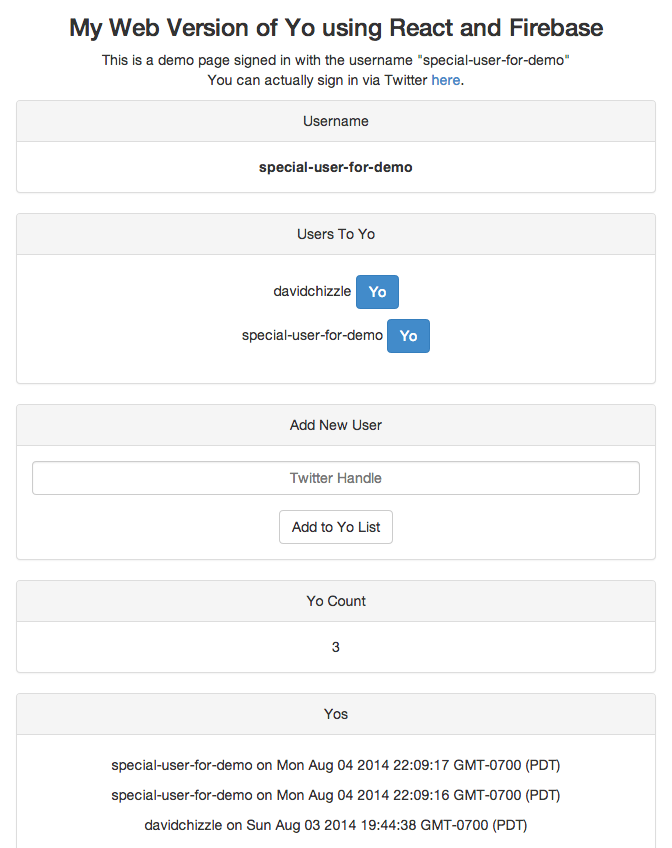 My Web Version of Yo using React and Firebase
This is a demo page signed in with the username "special-user-for-demo"
You can actually sign in via Twitter here.
Username
special-user-for-demo
Users To Yo
davidchizzle Yo
special-user-for-demo Yo
Add New User
Twitter Handle
Add to Yo List
Yo Count
3
Yos
special-user-for-demo on Mon Aug 04 2014 22:09:17 GMT-0700 (PDT)
special-user-for-demo on Mon Aug 04 2014 22:09:16 GMT-0700 (PDT)
davidchizzle on Sun Aug 03 2014 19:44:38 GMT-0700 (PDT)